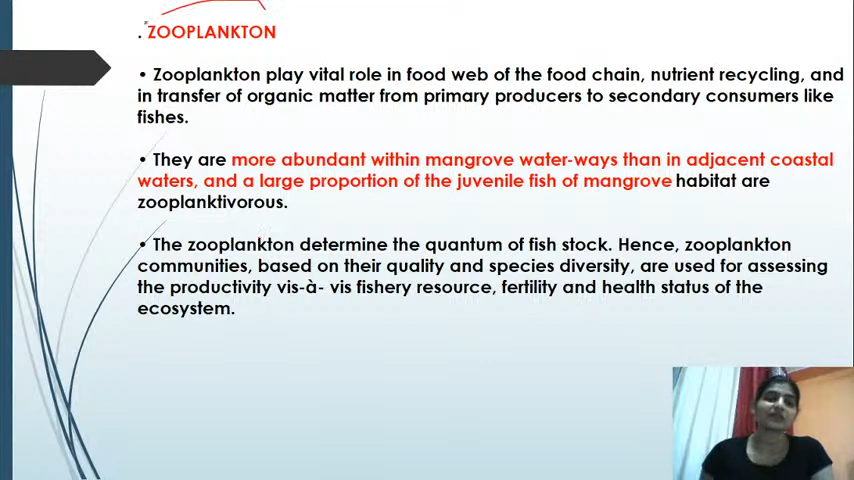 . ZOOPLANKTON
• Zooplankton play vital role in food web of the food chain, nutrient recycling, and
in transfer of organic matter from primary producers to secondary consumers like
fishes.
• They are more abundant within mangrove water-ways than in adjacent coastal
waters, and a large proportion of the juvenile fish of mangrove habitat are
zooplanktivorous.
• The zooplankton determine the quantum of fish stock. Hence, zooplankton
communities, based on their quality and species diversity, are used for assessing
the productivity vis-à- vis fishery resource, fertility and health status of the
ecosystem.